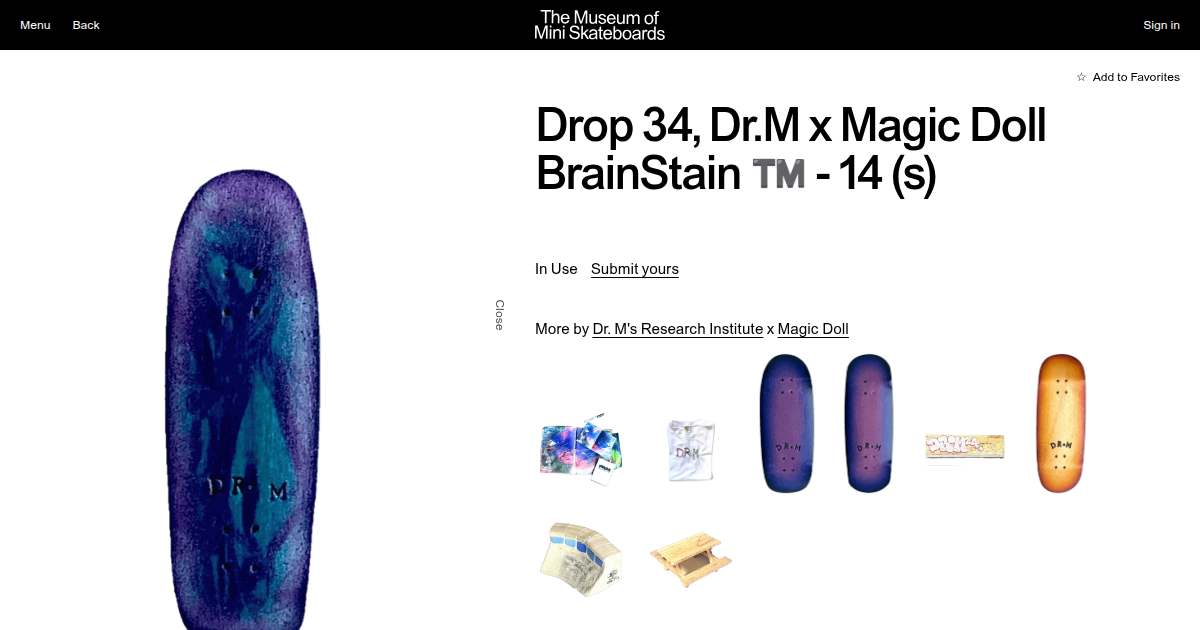 Menu
Back
The Museum of
Mini Skateboards
Sign in
☆ Add to Favorites
Drop 34, Dr.M x Magic Doll
BrainStain ™️ - 14 (s)
In Use
Submit yours
Close
More by Dr. M's Research Institute x Magic Doll
DR•M
DR•M
DR•M
DR•M
DR•M